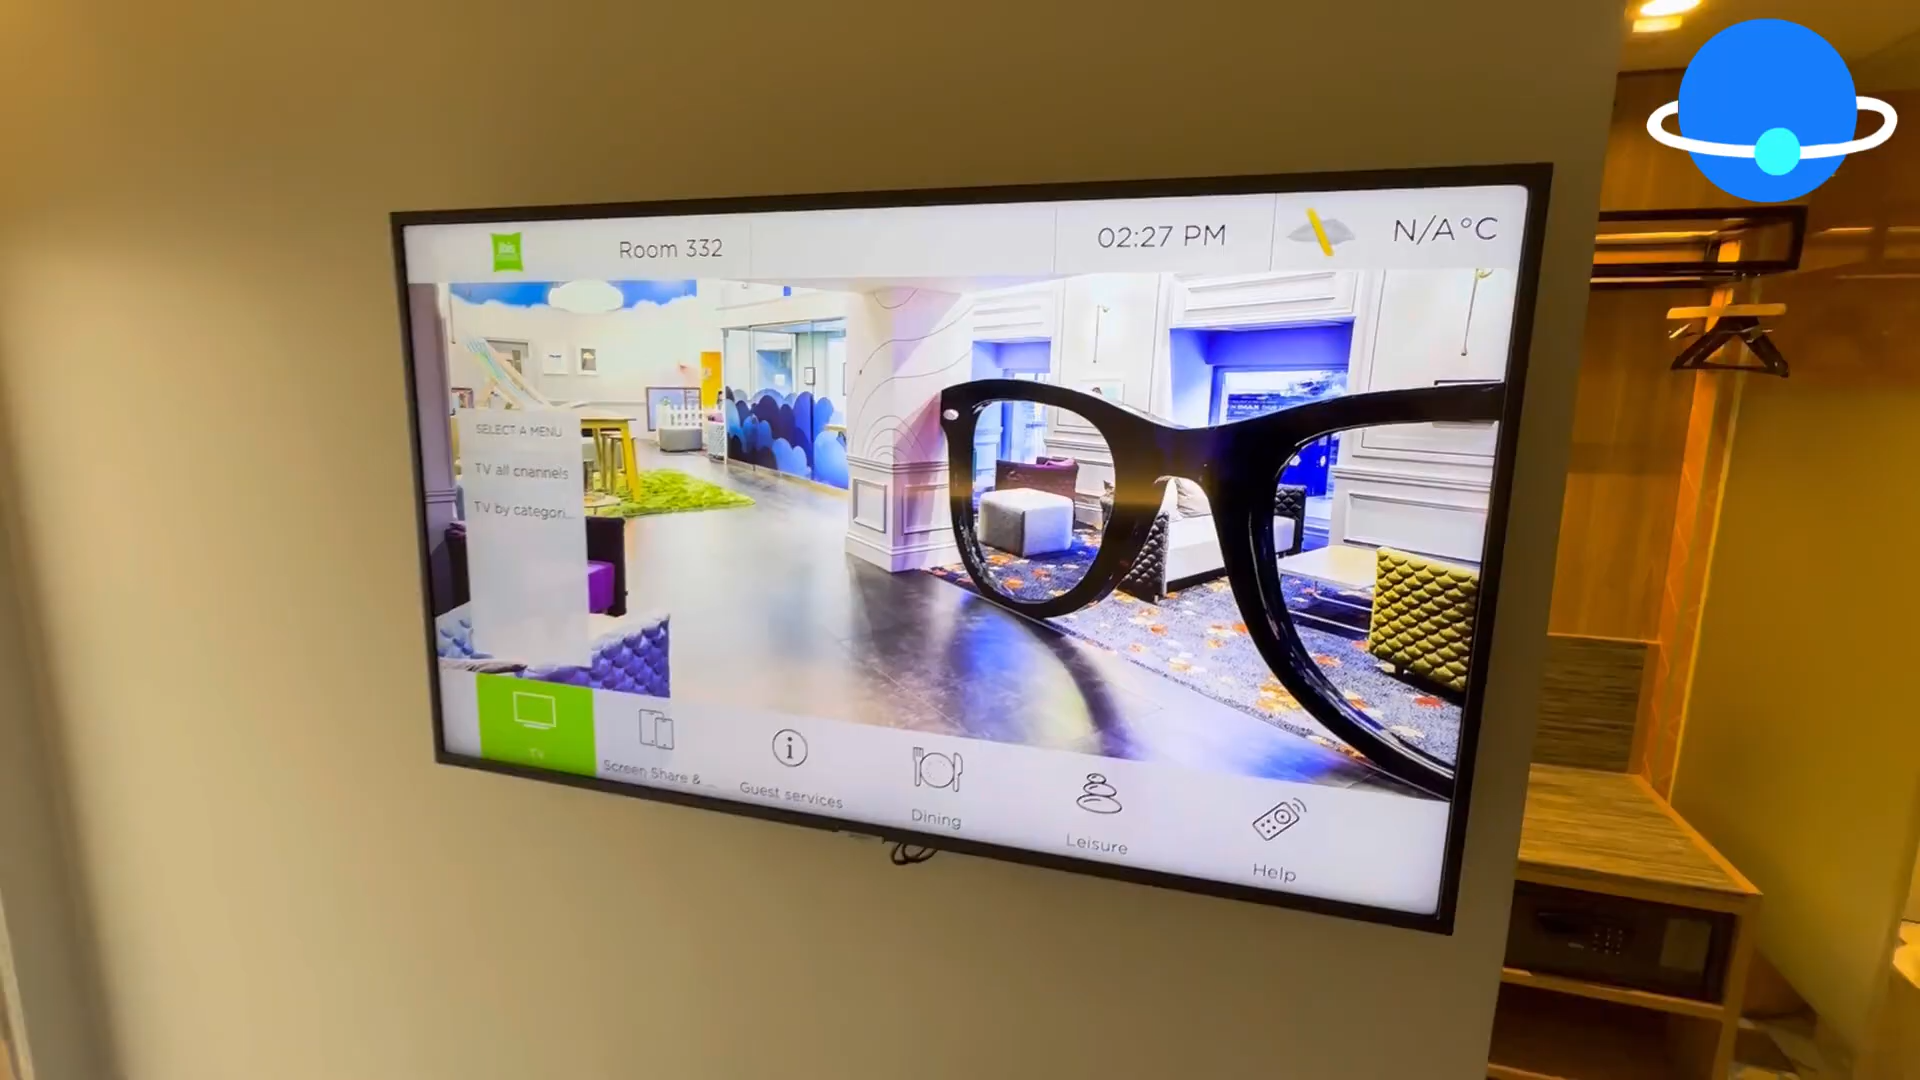 ibis
Room 332
02:27 PM
N/A°C
SELECT A MENU
TV all channels
TV by categori...
TV
Screen Share & ...
Guest services
Dining
Leisure
Help